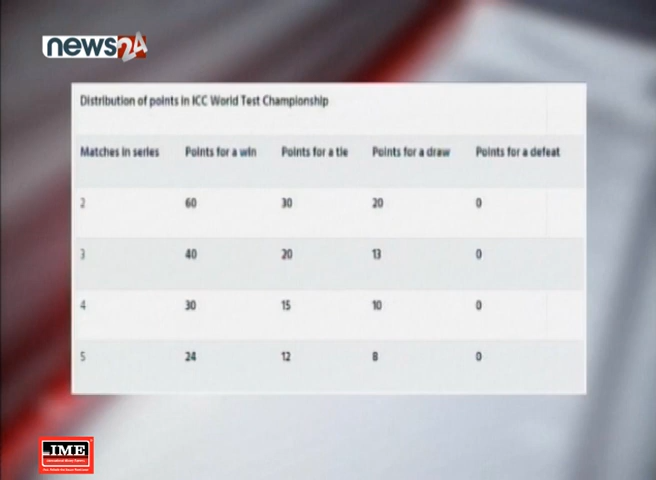 news24
Distribution of points in ICC World Test Championship
Matches in series Points for a win Points for a tie Points for a draw Points for a defeat
2 60 30 20 0
3 40 20 13 0
4 30 15 10 0
5 24 12 8 0
IME